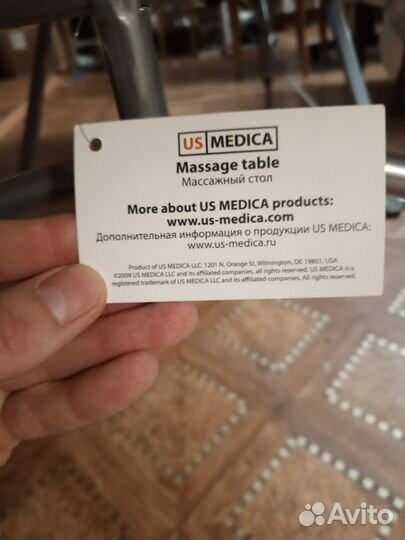 US MEDICA
Massage table
Массажный стол
More about US MEDICA products:
www.us-medica.com
Дополнительная информация о продукции US MEDICA:
www.us-medica.ru
Product of US MEDICA LLC, 1201 N. Orange St, Wilmington, DE 19801, USA
©2009 US MEDICA LLC and its affiliated companies, all rights reserved. US MEDICA is a
registered trademark of US MEDICA LLC and its affiliated companies. All rights reserved.
Avito